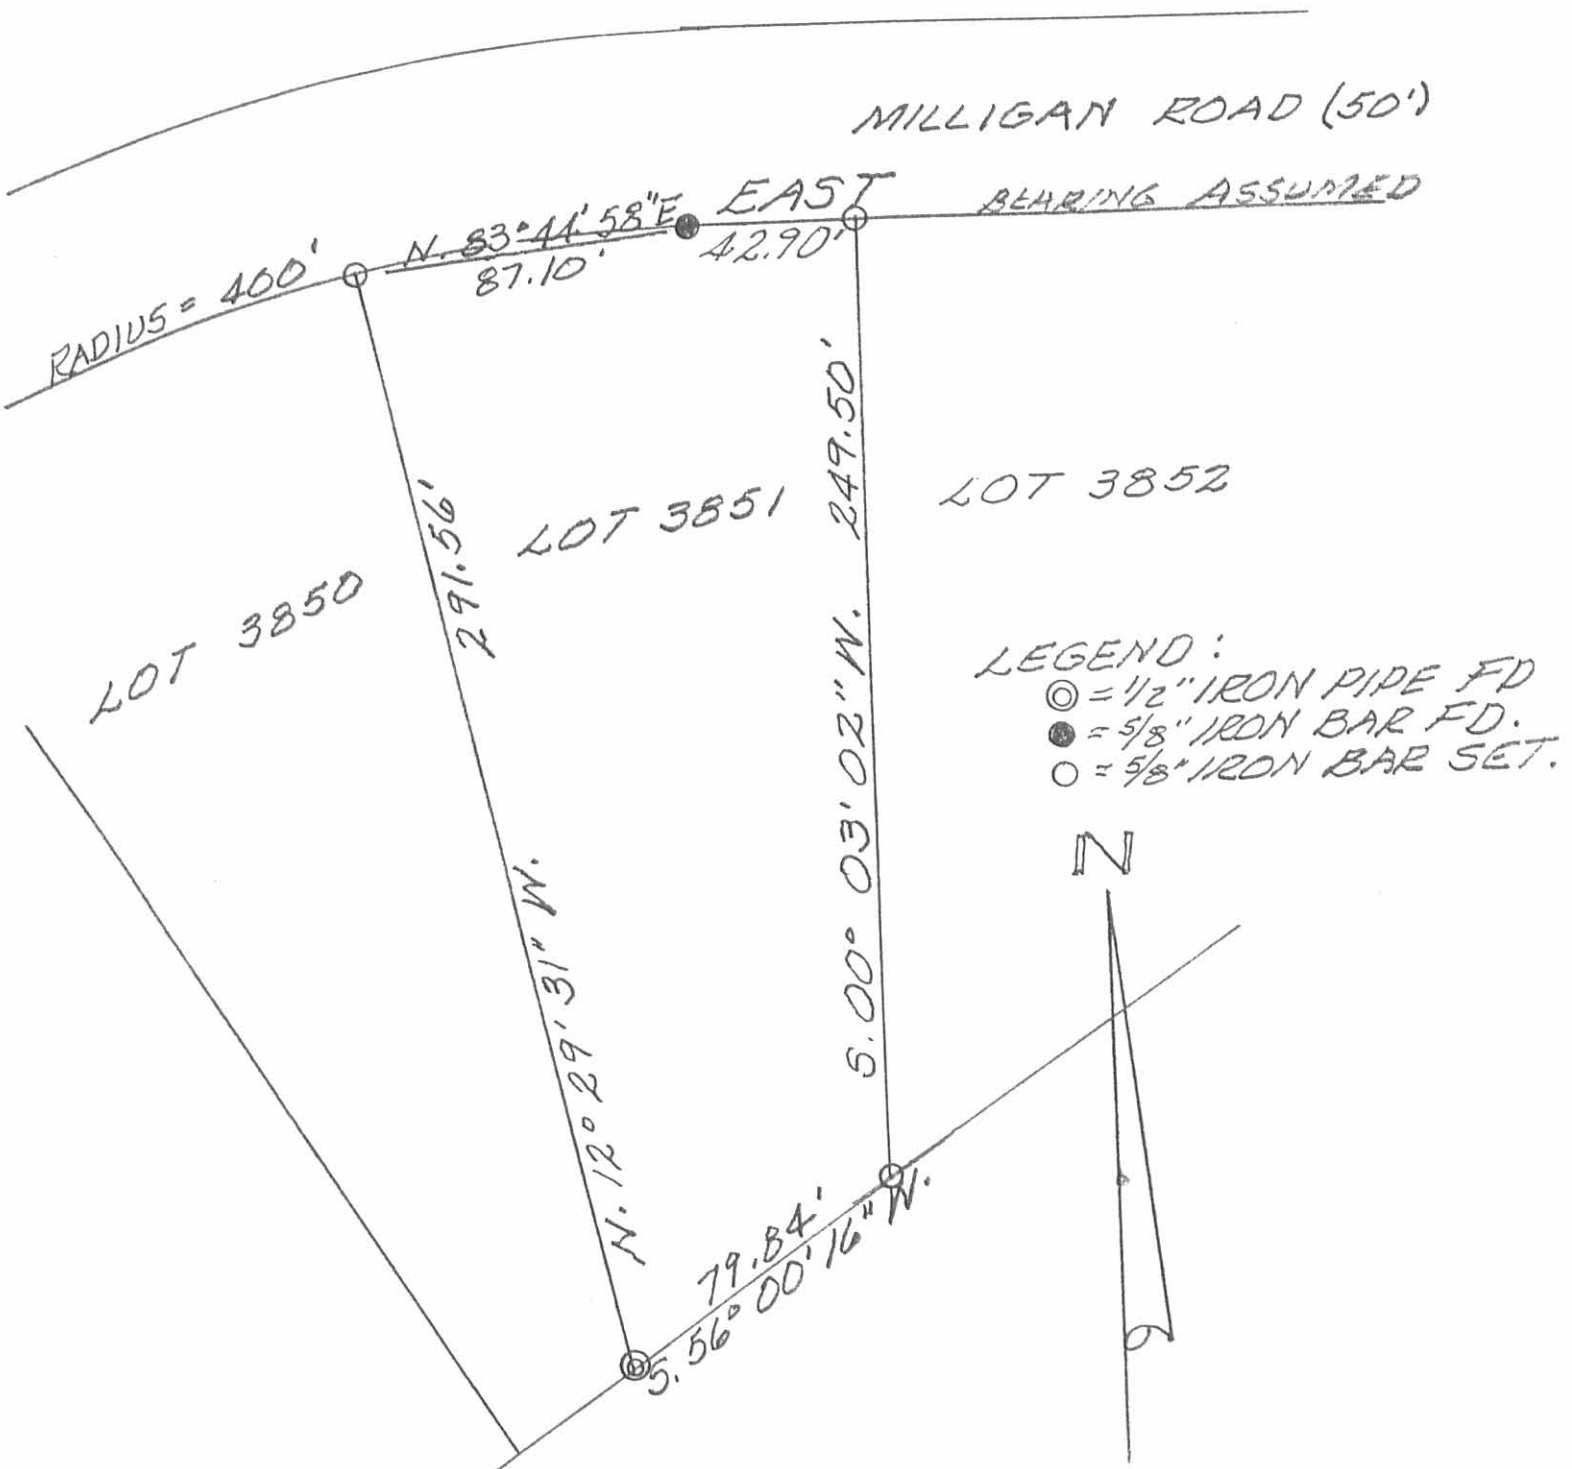 MILLIGAN ROAD (50')
EAST
BEARING ASSUMED
N. 83° 44' 58" E
RADIUS = 400'
87.10'
42.90'
291.56'
249.50'
LOT 3851
LOT 3852
LOT 3850
S. 00° 03' 02" W.
LEGEND:
= 1/2" IRON PIPE FD
= 5/8" IRON BAR FD.
= 5/8" IRON BAR SET.
N
N. 12° 29' 31" W.
79.84'
S. 56° 00' 16" W.